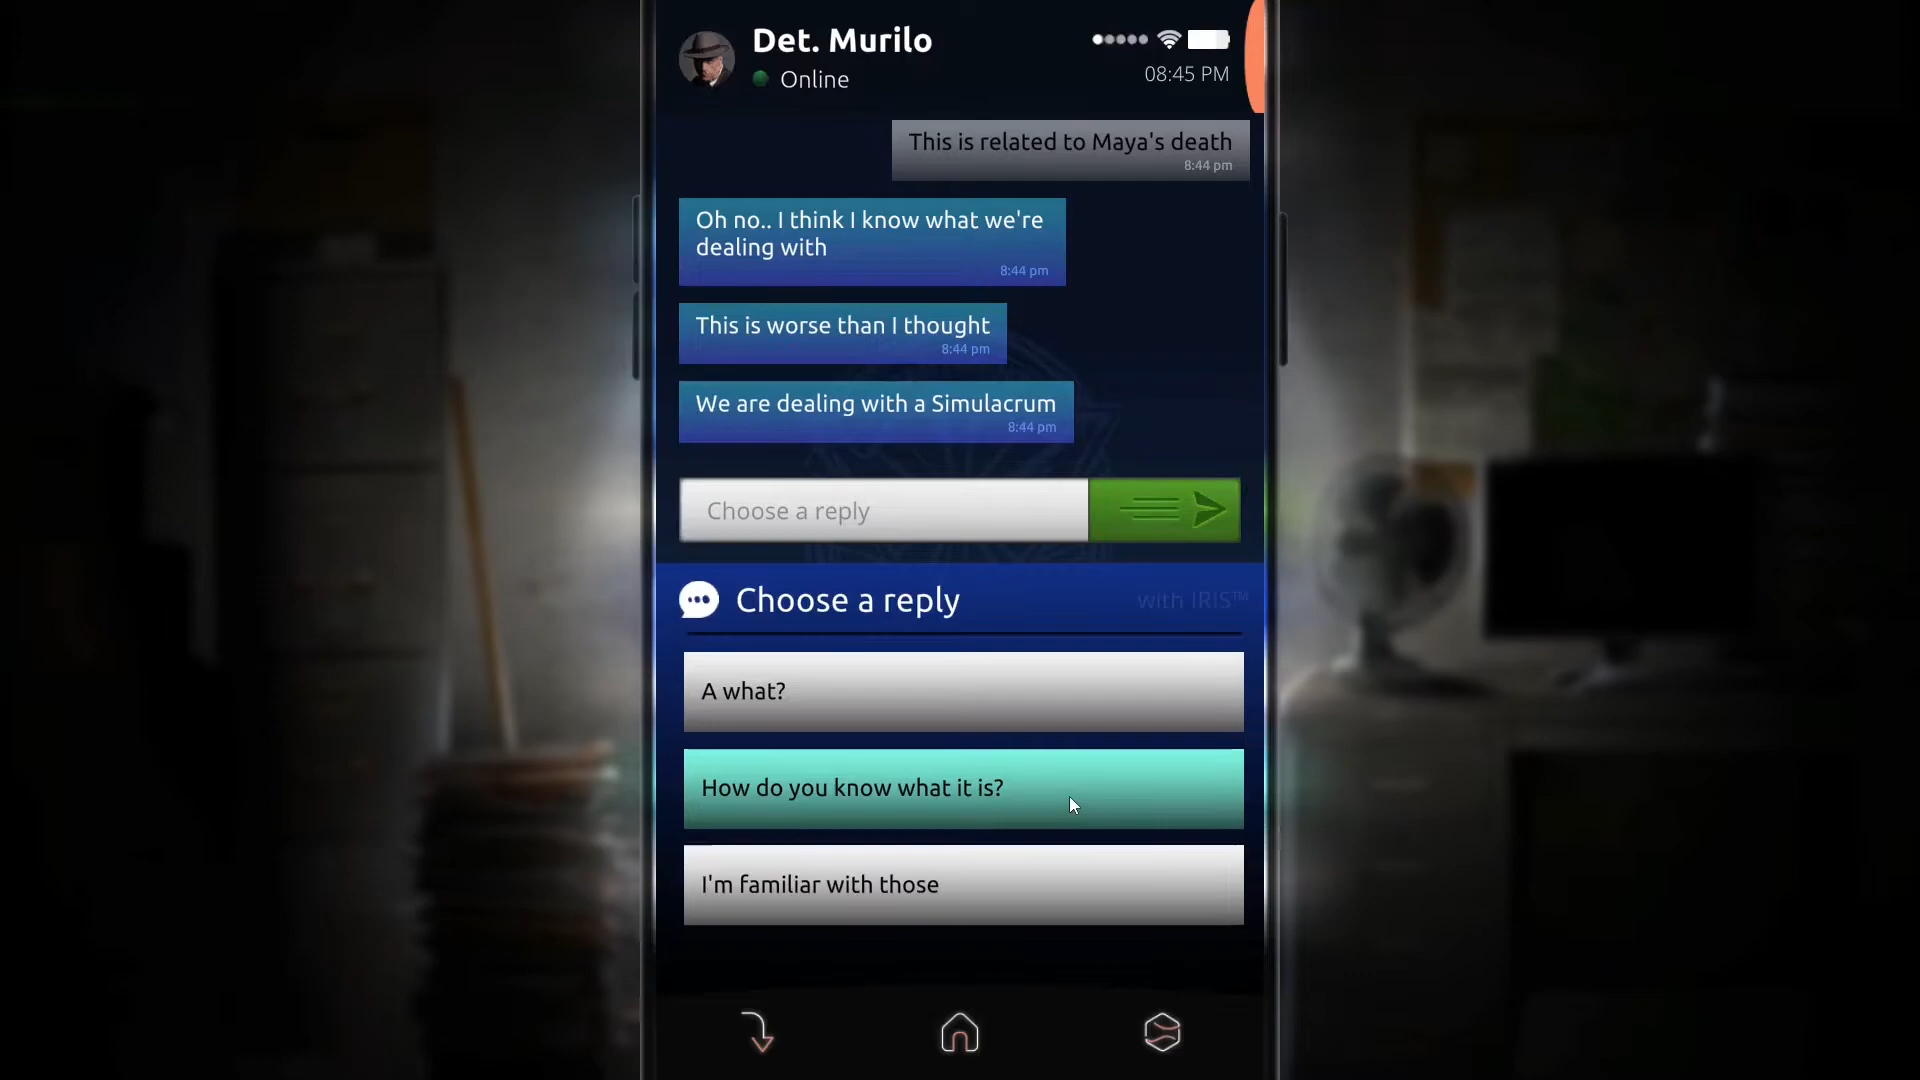 Det. Murilo
Online
08:45 PM
This is related to Maya's death
8:44 pm
Oh no.. I think I know what we're
dealing with
8:44 pm
This is worse than I thought
8:44 pm
We are dealing with a Simulacrum
8:44 pm
Choose a reply
Choose a reply
with IRIS™
A what?
How do you know what it is?
I'm familiar with those